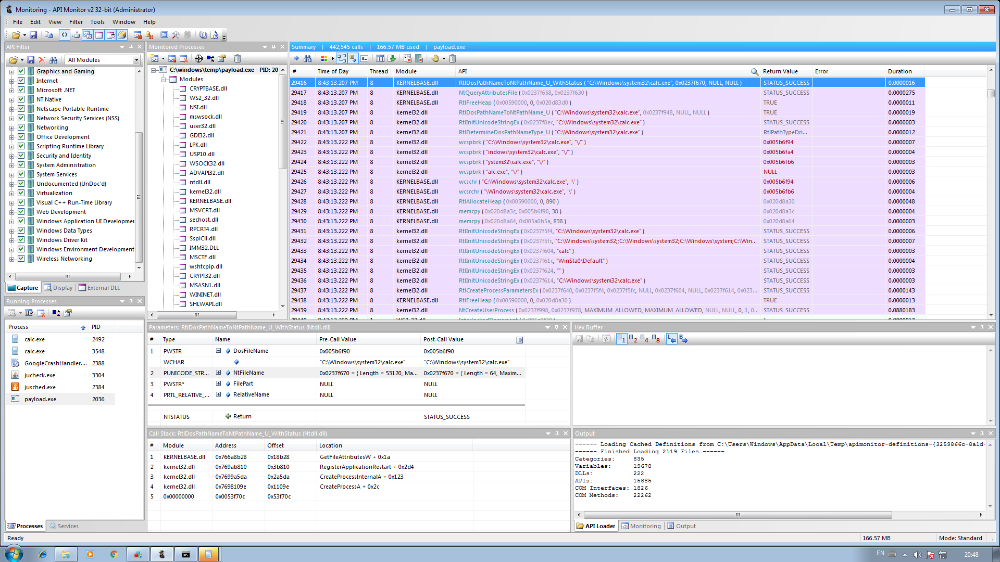 Monitoring - API Monitor v2 32-bit (Administrator)
File Edit View Filter Tools Window Help
API Filter
All Modules
Graphics and Gaming
Internet
Microsoft .NET
NT Native
Netscape Portable Runtime
Network Security Services (NSS)
Networking
Office Development
Scripting Runtime Library
Security and Identity
System Administration
System Services
Undocumented (UnDoc'd)
Virtualization
Visual C++ Run-Time Library
Web Development
Windows Application UI Developmen
Windows Data Types
Windows Driver Kit
Windows Environment Development
Wireless Networking
Capture Display External DLL
Running Processes
Process PID
calc.exe 2492
calc.exe 3548
GoogleCrashHandler.... 2388
jucheck.exe 3304
jusched.exe 2384
payload.exe 2036
Processes Services
Monitored Processes
C:\windows\temp\payload.exe - PID: 20
Modules
CRYPTBASE.dll
WS2_32.dll
NSI.dll
mswsock.dll
user32.dll
GDI32.dll
LPK.dll
USP10.dll
WSOCK32.dll
ADVAPI32.dll
ntdll.dll
kernel32.dll
KERNELBASE.dll
MSVCRT.dll
sechost.dll
RPCRT4.dll
SspiCli.dll
IMM32.DLL
MSCTF.dll
wshtcpip.dll
CRYPT32.dll
MSASN1.dll
WININET.dll
SHLWAPI.dll
Summary | 442,545 calls | 166.57 MB used | payload.exe
# Time of Day Thread Module API Return Value Error Duration
29416 8:43:13.207 PM 8 KERNELBASE.dll RtlDosPathNameToNtPathName_U_WithStatus ( "C:\Windows\system32\calc.exe", 0x0237f670, NULL, NULL ) STATUS_SUCCESS 0.0000016
29417 8:43:13.207 PM 8 KERNELBASE.dll NtQueryAttributesFile ( 0x0237f658, 0x0237f630 ) STATUS_SUCCESS 0.0000275
29418 8:43:13.207 PM 8 KERNELBASE.dll RtlFreeHeap ( 0x00590000, 0, 0x020d83d0 ) TRUE 0.0000011
29419 8:43:13.207 PM 8 kernel32.dll RtlDosPathNameToNtPathName_U ( "C:\Windows\system32\calc.exe", 0x0237f948, NULL, NULL ) TRUE 0.0000019
29420 8:43:13.207 PM 8 kernel32.dll RtlInitUnicodeStringEx ( 0x0237f8ec, "C:\Windows\system32\calc.exe" ) STATUS_SUCCESS 0.0000003
29421 8:43:13.207 PM 8 kernel32.dll RtlDetermineDosPathNameType_U ( "C:\Windows\system32\calc.exe" ) RtlPathTypeDri... 0.0000012
29422 8:43:13.222 PM 8 kernel32.dll wcspbrk ( "C:\Windows\system32\calc.exe", "\/" ) 0x005b6f94 0.0000007
29423 8:43:13.222 PM 8 kernel32.dll wcspbrk ( "indows\system32\calc.exe", "\/" ) 0x005b6fa4 0.0000004
29424 8:43:13.222 PM 8 kernel32.dll wcspbrk ( "ystem32\calc.exe", "\/" ) 0x005b6fb6 0.0000003
29425 8:43:13.222 PM 8 kernel32.dll wcspbrk ( "alc.exe", "\/" ) NULL 0.0000003
29426 8:43:13.222 PM 8 KERNELBASE.dll wcschr ( "C:\Windows\system32\calc.exe", '\' ) 0x005b6f94 0.0000006
29427 8:43:13.222 PM 8 KERNELBASE.dll wcsrchr ( "\Windows\system32\calc.exe", '\' ) 0x005b6fb6 0.0000004
29428 8:43:13.222 PM 8 KERNELBASE.dll RtlAllocateHeap ( 0x00590000, 0, 890 ) 0x020d8a30 0.0000048
29429 8:43:13.222 PM 8 KERNELBASE.dll memcpy ( 0x020d8a3c, 0x005b6f90, 38 ) 0x020d8a3c 0.0000004
29430 8:43:13.222 PM 8 KERNELBASE.dll memcpy ( 0x020d8a64, 0x005a0b5a, 838 ) 0x020d8a64 0.0000003
29431 8:43:13.222 PM 8 kernel32.dll RtlInitUnicodeStringEx ( 0x0237f5f4, "C:\Windows\system32\calc.exe" ) STATUS_SUCCESS 0.0000006
29432 8:43:13.222 PM 8 kernel32.dll RtlInitUnicodeStringEx ( 0x0237f5fc, "C:\Windows\system32;;C:\Windows\system32;C:\Windows\system;C:\Win... STATUS_SUCCESS 0.0000007
29433 8:43:13.222 PM 8 kernel32.dll RtlInitUnicodeStringEx ( 0x0237f604, "calc" ) STATUS_SUCCESS 0.0000003
29434 8:43:13.222 PM 8 kernel32.dll RtlInitUnicodeStringEx ( 0x0237f61c, "WinSta0\Default" ) STATUS_SUCCESS 0.0000004
29435 8:43:13.222 PM 8 kernel32.dll RtlInitUnicodeStringEx ( 0x0237f624, "" ) STATUS_SUCCESS 0.0000003
29436 8:43:13.222 PM 8 kernel32.dll RtlInitUnicodeStringEx ( 0x0237f614, "C:\Windows\system32\calc.exe" ) STATUS_SUCCESS 0.0000003
29437 8:43:13.222 PM 8 kernel32.dll RtlCreateProcessParametersEx ( 0x0237f640, 0x0237f5f4, 0x0237f5fc, NULL, 0x0237f604, NULL, 0x0237f614, 0x023... STATUS_SUCCESS 0.0000143
29438 8:43:13.222 PM 8 KERNELBASE.dll RtlFreeHeap ( 0x00590000, 0, 0x020d8a30 ) TRUE 0.0000013
29439 8:43:13.222 PM 8 kernel32.dll NtCreateUserProcess ( 0x0237f998, 0x0237f978, MAXIMUM_ALLOWED, MAXIMUM_ALLOWED, NULL, NULL, 0, 1, 0... STATUS_SUCCESS 0.0880183
Parameters: RtlDosPathNameToNtPathName_U_WithStatus (Ntdll.dll)
# Type Name Pre-Call Value Post-Call Value
1 PWSTR DosFileName 0x005b6f90 0x005b6f90
WCHAR "C:\Windows\system32\calc.exe" "C:\Windows\system32\calc.exe"
2 PUNICODE_STR... NtFileName 0x0237f670 = { Length = 53120, Ma... 0x0237f670 = { Length = 64, Maxim...
3 PWSTR* FilePart NULL NULL
4 PRTL_RELATIVE_... RelativeName NULL NULL
NTSTATUS Return STATUS_SUCCESS
Hex Buffer
1 2 4 8 L B
Call Stack: RtlDosPathNameToNtPathName_U_WithStatus (Ntdll.dll)
# Module Address Offset Location
1 KERNELBASE.dll 0x766a8b28 0x18b28 GetFileAttributesW + 0x1a
2 kernel32.dll 0x769ab810 0x3b810 RegisterApplicationRestart + 0x2d4
3 kernel32.dll 0x7699a5da 0x2a5da CreateProcessInternalA + 0x123
4 kernel32.dll 0x7698109e 0x1109e CreateProcessA + 0x2c
5 0x00000000 0x0053f70c 0x53f70c
Output
------ Loading Cached Definitions from C:\Users\Windows\AppData\Local\Temp\apimonitor-definitions-{3259866c-8a1d-
------ Finished Loading 2119 Files ------
Categories: 835
Variables: 19678
DLLs: 222
APIs: 15885
COM Interfaces: 1826
COM Methods: 22262
API Loader Monitoring Output
Ready 166.57 MB Mode: Standard
EN 20:48